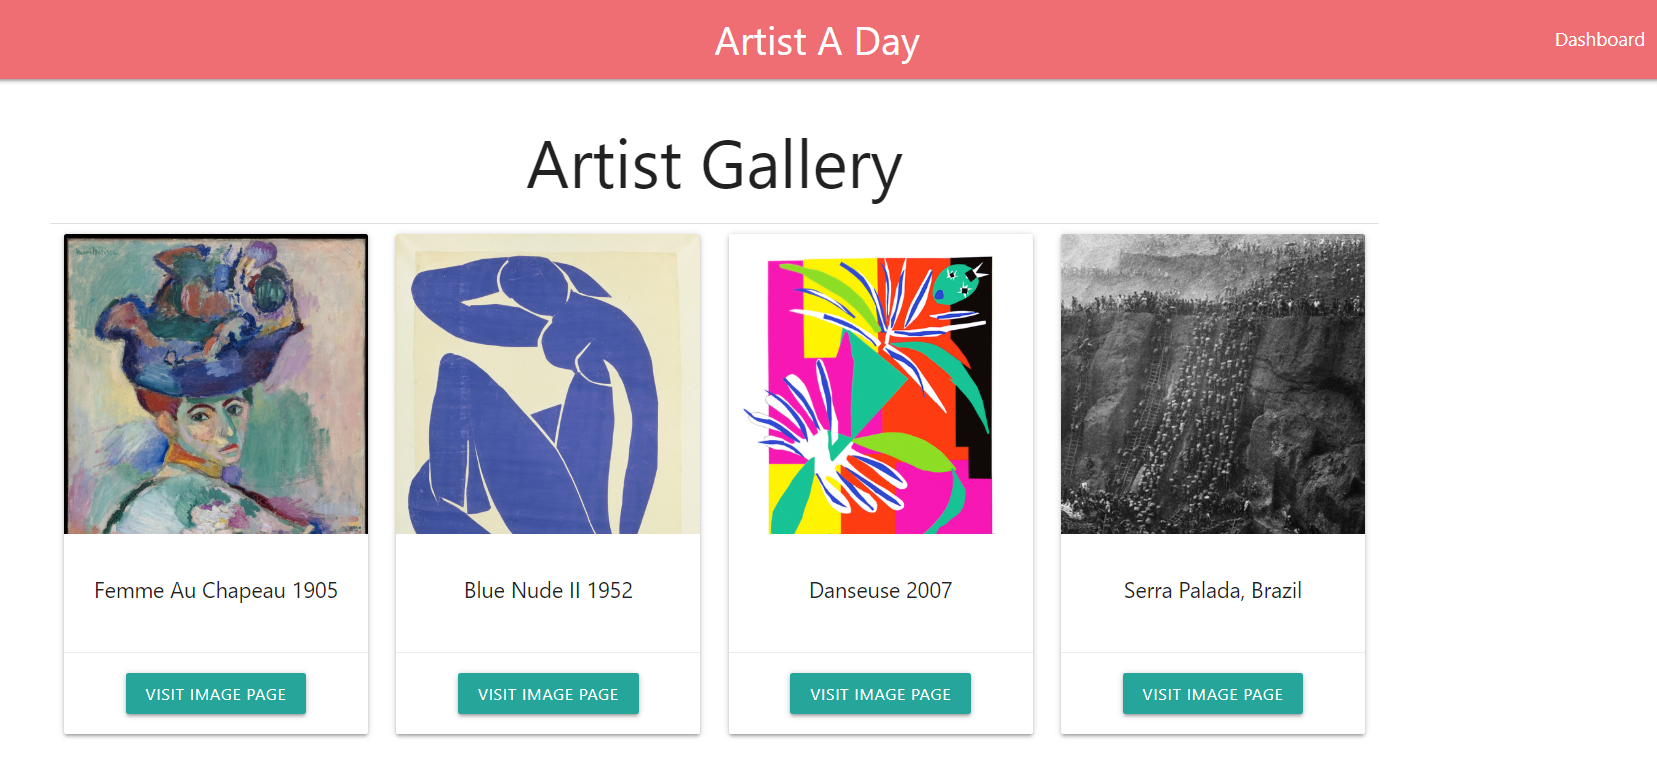 Artist A Day
Dashboard
Artist Gallery
Femme Au Chapeau 1905
Blue Nude II 1952
Danseuse 2007
Serra Palada, Brazil
VISIT IMAGE PAGE
VISIT IMAGE PAGE
VISIT IMAGE PAGE
VISIT IMAGE PAGE